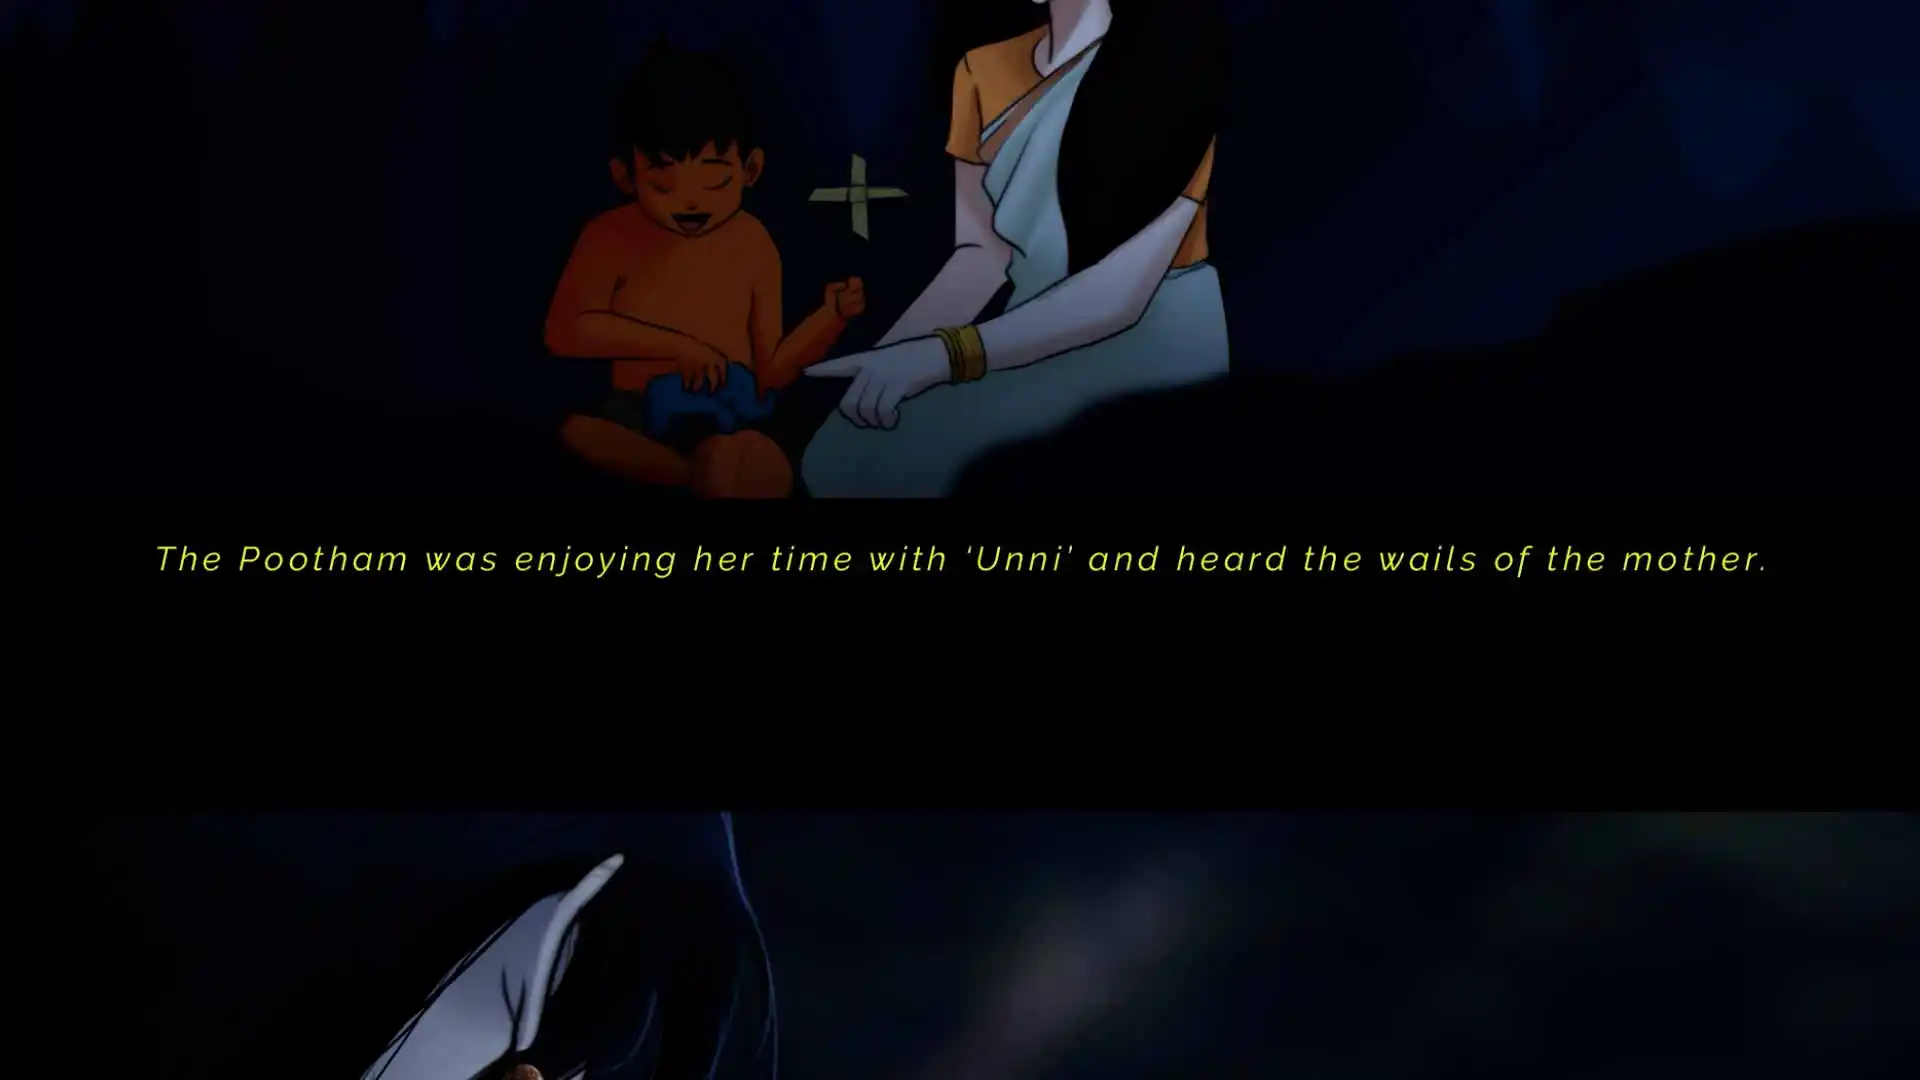 The Pootham was enjoying her time with ‘Unni’ and heard the wails of the mother.